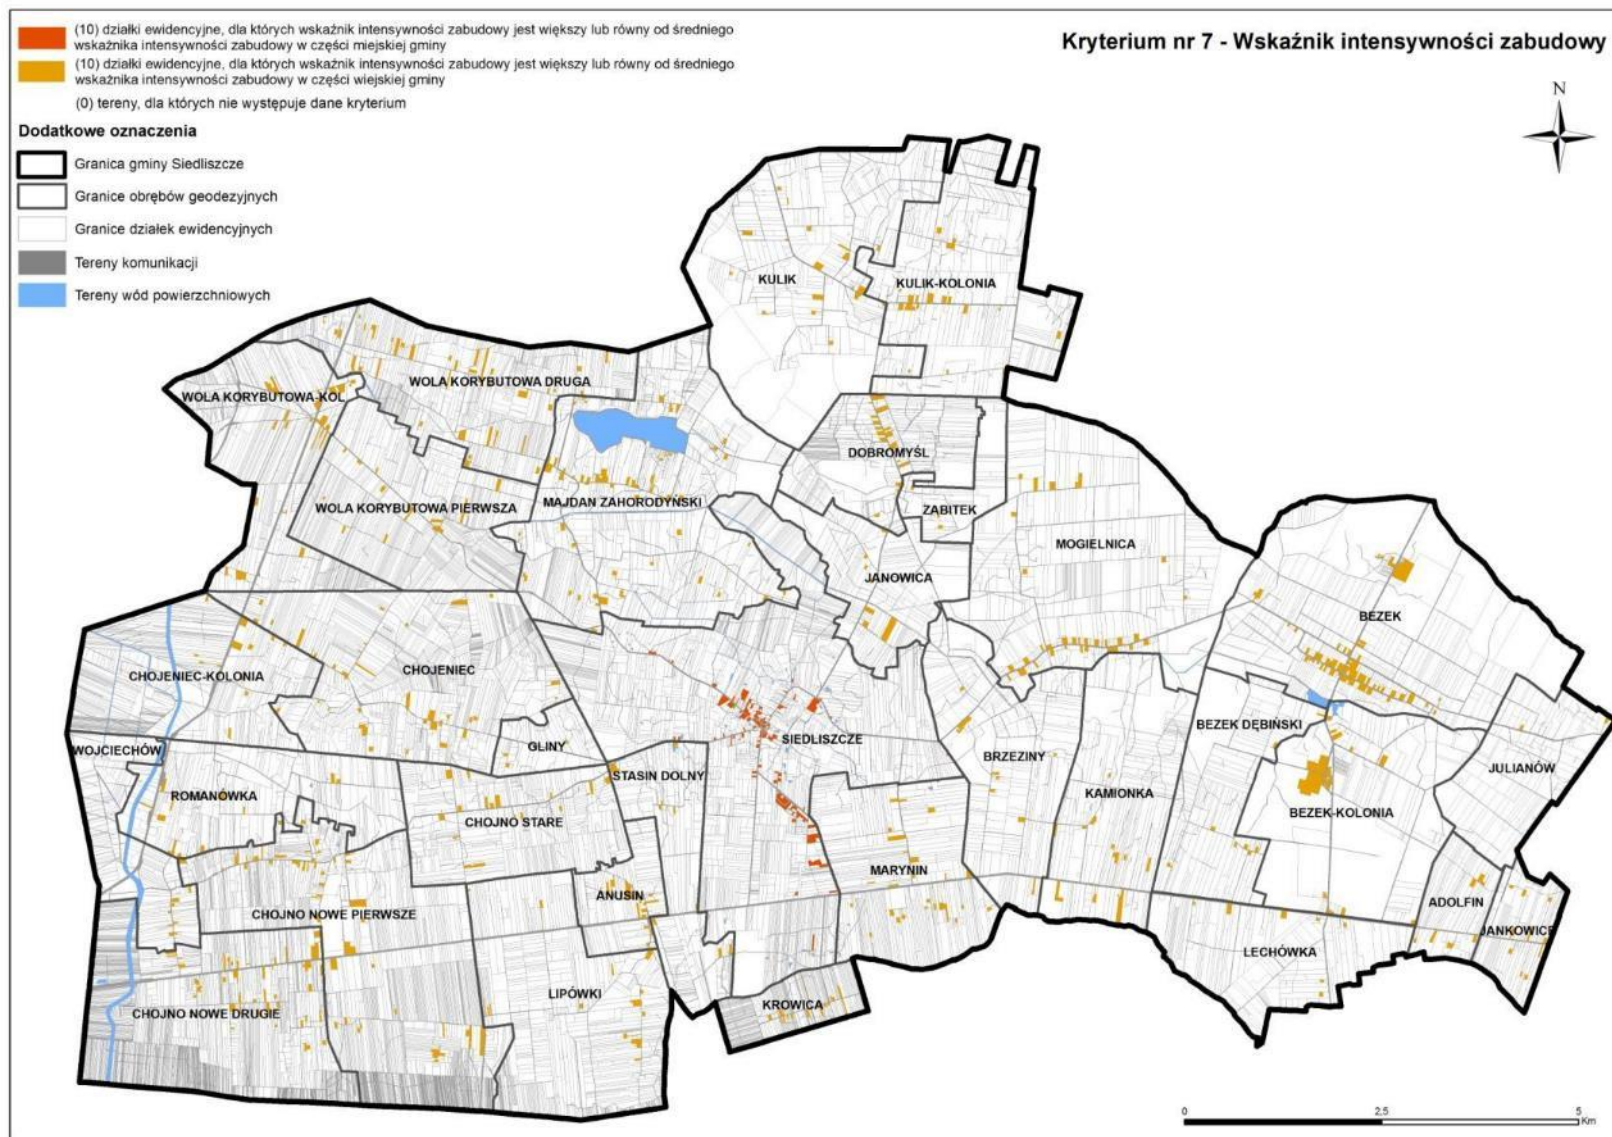 (10) działki ewidencyjne, dla których wskaźnik intensywności zabudowy jest większy lub równy od średniego
wskaźnika intensywności zabudowy w części miejskiej gminy
(10) działki ewidencyjne, dla których wskaźnik intensywności zabudowy jest większy lub równy od średniego
wskaźnika intensywności zabudowy w części wiejskiej gminy
(0) tereny, dla których nie występuje dane kryterium
Dodatkowe oznaczenia
Granica gminy Siedliszcze
Granice obrębów geodezyjnych
Granice działek ewidencyjnych
Tereny komunikacji
Tereny wód powierzchniowych
Kryterium nr 7 - Wskaźnik intensywności zabudowy
N
KULIK
KULIK-KOLONIA
WOLA KORYBUTOWA DRUGA
WOLA KORYBUTOWA-KOL
DOBROMYŚL
WOLA KORYBUTOWA PIERWSZA
MAJDAN ZAHORODYŃSKI
ZABITEK
MOGIELNICA
JANOWICA
BEZEK
CHOJENIEC
CHOJENIEC-KOLONIA
BEZEK DĘBIŃSKI
SIEDLISZCZE
GLINY
WOJCIECHÓW
BRZEZINY
JULIANÓW
STASIN DOLNY
ROMANÓWKA
KAMIONKA
BEZEK-KOLONIA
CHOJNO STARE
MARYNIN
ANUSIN
ADOLFIN
CHOJNO NOWE PIERWSZE
JANKOWICE
LECHÓWKA
LIPÓWKI
KROWICA
CHOJNO NOWE DRUGIE
0 2,5 5
Km